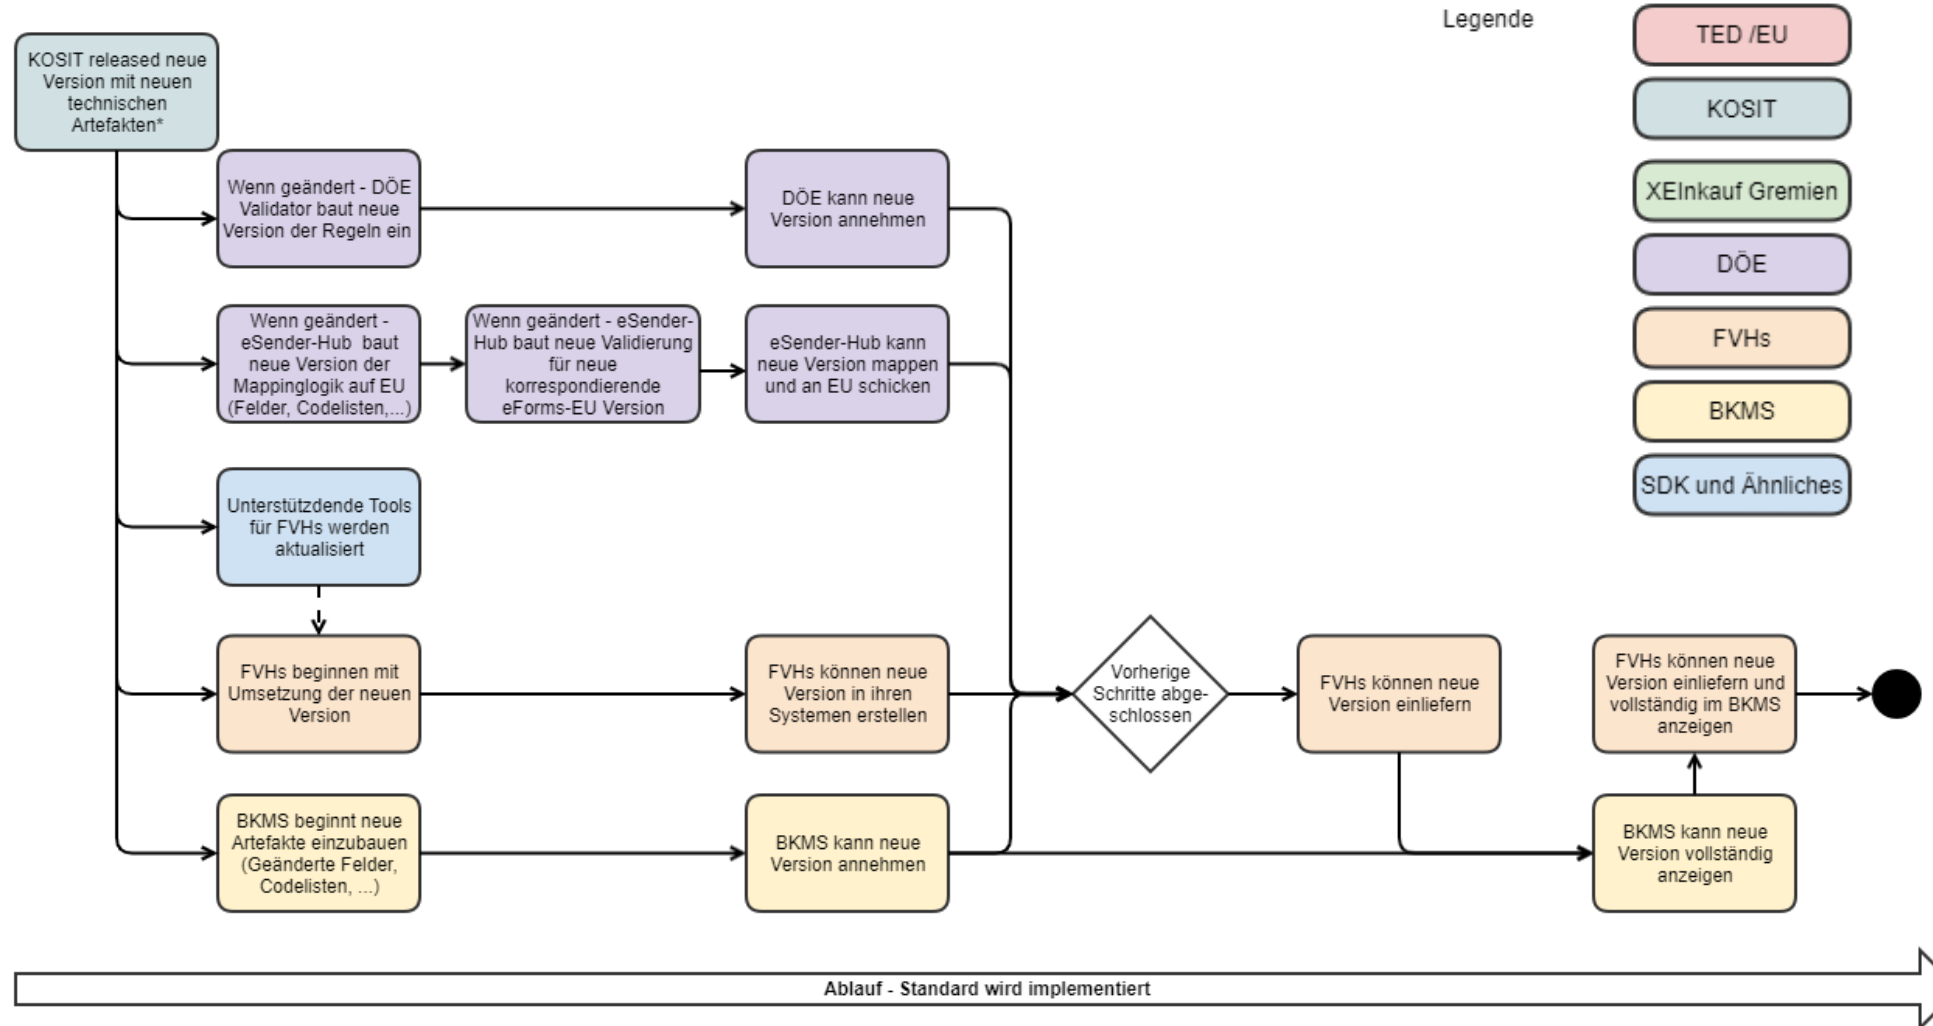 Legende
TED /EU
KOSIT
XEInkauf Gremien
DÖE
FVHs
BKMS
SDK und Ähnliches
KOSIT released neue
Version mit neuen
technischen
Artefakten*
Wenn geändert - DÖE
Validator baut neue
Version der Regeln ein
DÖE kann neue
Version annehmen
Wenn geändert -
eSender-Hub baut
neue Version der
Mappinglogik auf EU
(Felder, Codelisten,...)
Wenn geändert - eSender-
Hub baut neue Validierung
für neue
korrespondierende
eForms-EU Version
eSender-Hub kann
neue Version mappen
und an EU schicken
Unterstützdende Tools
für FVHs werden
aktualisiert
FVHs beginnen mit
Umsetzung der neuen
Version
FVHs können neue
Version in ihren
Systemen erstellen
Vorherige
Schritte abge-
schlossen
FVHs können neue
Version einliefern
FVHs können neue
Version einliefern und
vollständig im BKMS
anzeigen
BKMS beginnt neue
Artefakte einzubauen
(Geänderte Felder,
Codelisten, ...)
BKMS kann neue
Version annehmen
BKMS kann neue
Version vollständig
anzeigen
Ablauf - Standard wird implementiert